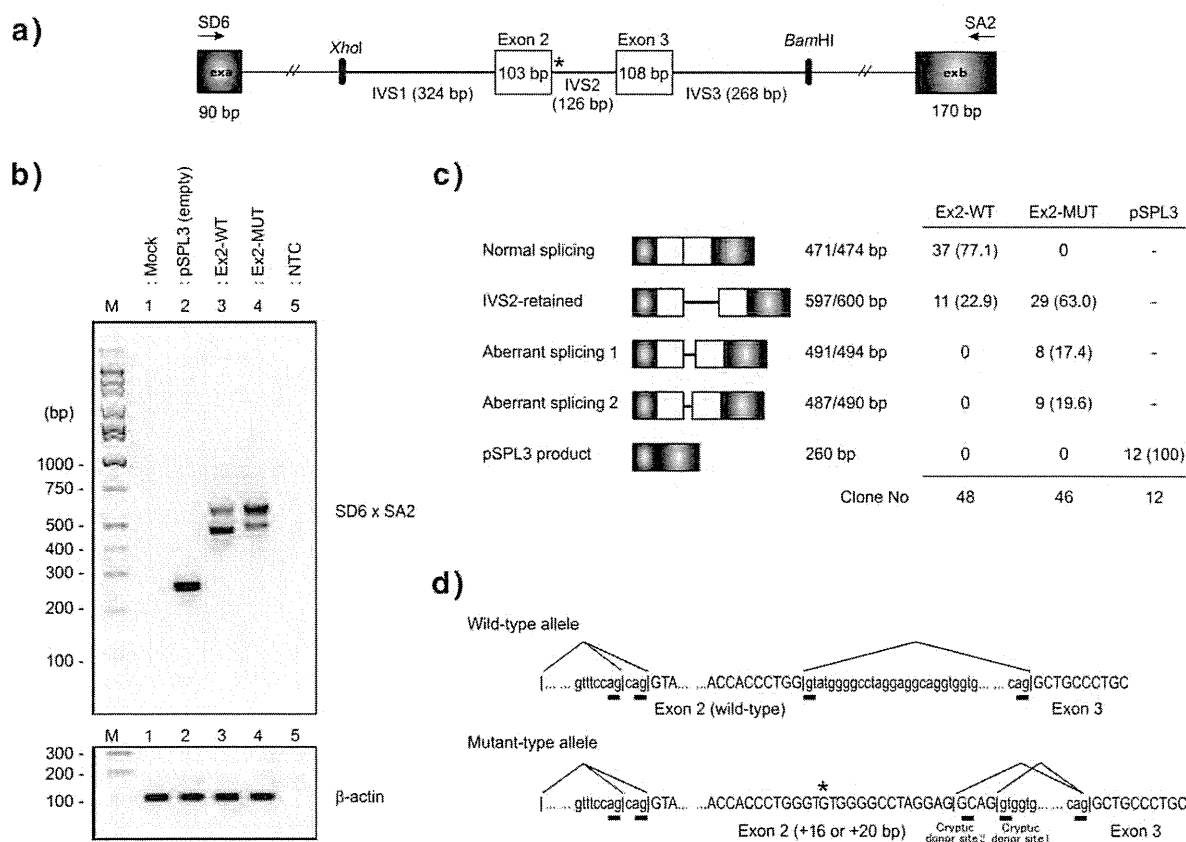 a)
SD6
SA2
XhoI
Exon 2
Exon 3
BamHI
exa
103 bp
*
108 bp
exb
IVS1 (324 bp)
IVS2
(126 bp)
IVS3 (268 bp)
90 bp
170 bp
b)
: Mock
: pSPL3 (empty)
: Ex2-WT
: Ex2-MUT
: NTC
M 1 2 3 4 5
(bp)
1000 -
750 -
500 -
400 -
300 -
200 -
100 -
SD6 x SA2
M 1 2 3 4 5
300 -
200 -
100 -
β-actin
c)
Ex2-WT Ex2-MUT pSPL3
Normal splicing 471/474 bp 37 (77.1) 0 -
IVS2-retained 597/600 bp 11 (22.9) 29 (63.0) -
Aberrant splicing 1 491/494 bp 0 8 (17.4) -
Aberrant splicing 2 487/490 bp 0 9 (19.6) -
pSPL3 product 260 bp 0 0 12 (100)
Clone No 48 46 12
d)
Wild-type allele
|... ...gtttccag|cag|GTA... ...ACCACCCTGG|gtatggggcctaggaggcaggtggtg... ...cag|GCTGCCCTGC
Exon 2 (wild-type)
Exon 3
Mutant-type allele
*
|... ...gtttccag|cag|GTA... ...ACCACCCTGGGTGTGGGGCCTAGGAG|GCAG|gtggtg... ...cag|GCTGCCCTGC
Exon 2 (+16 or +20 bp)
Cryptic
Cryptic
donor site
donor site
Exon 3